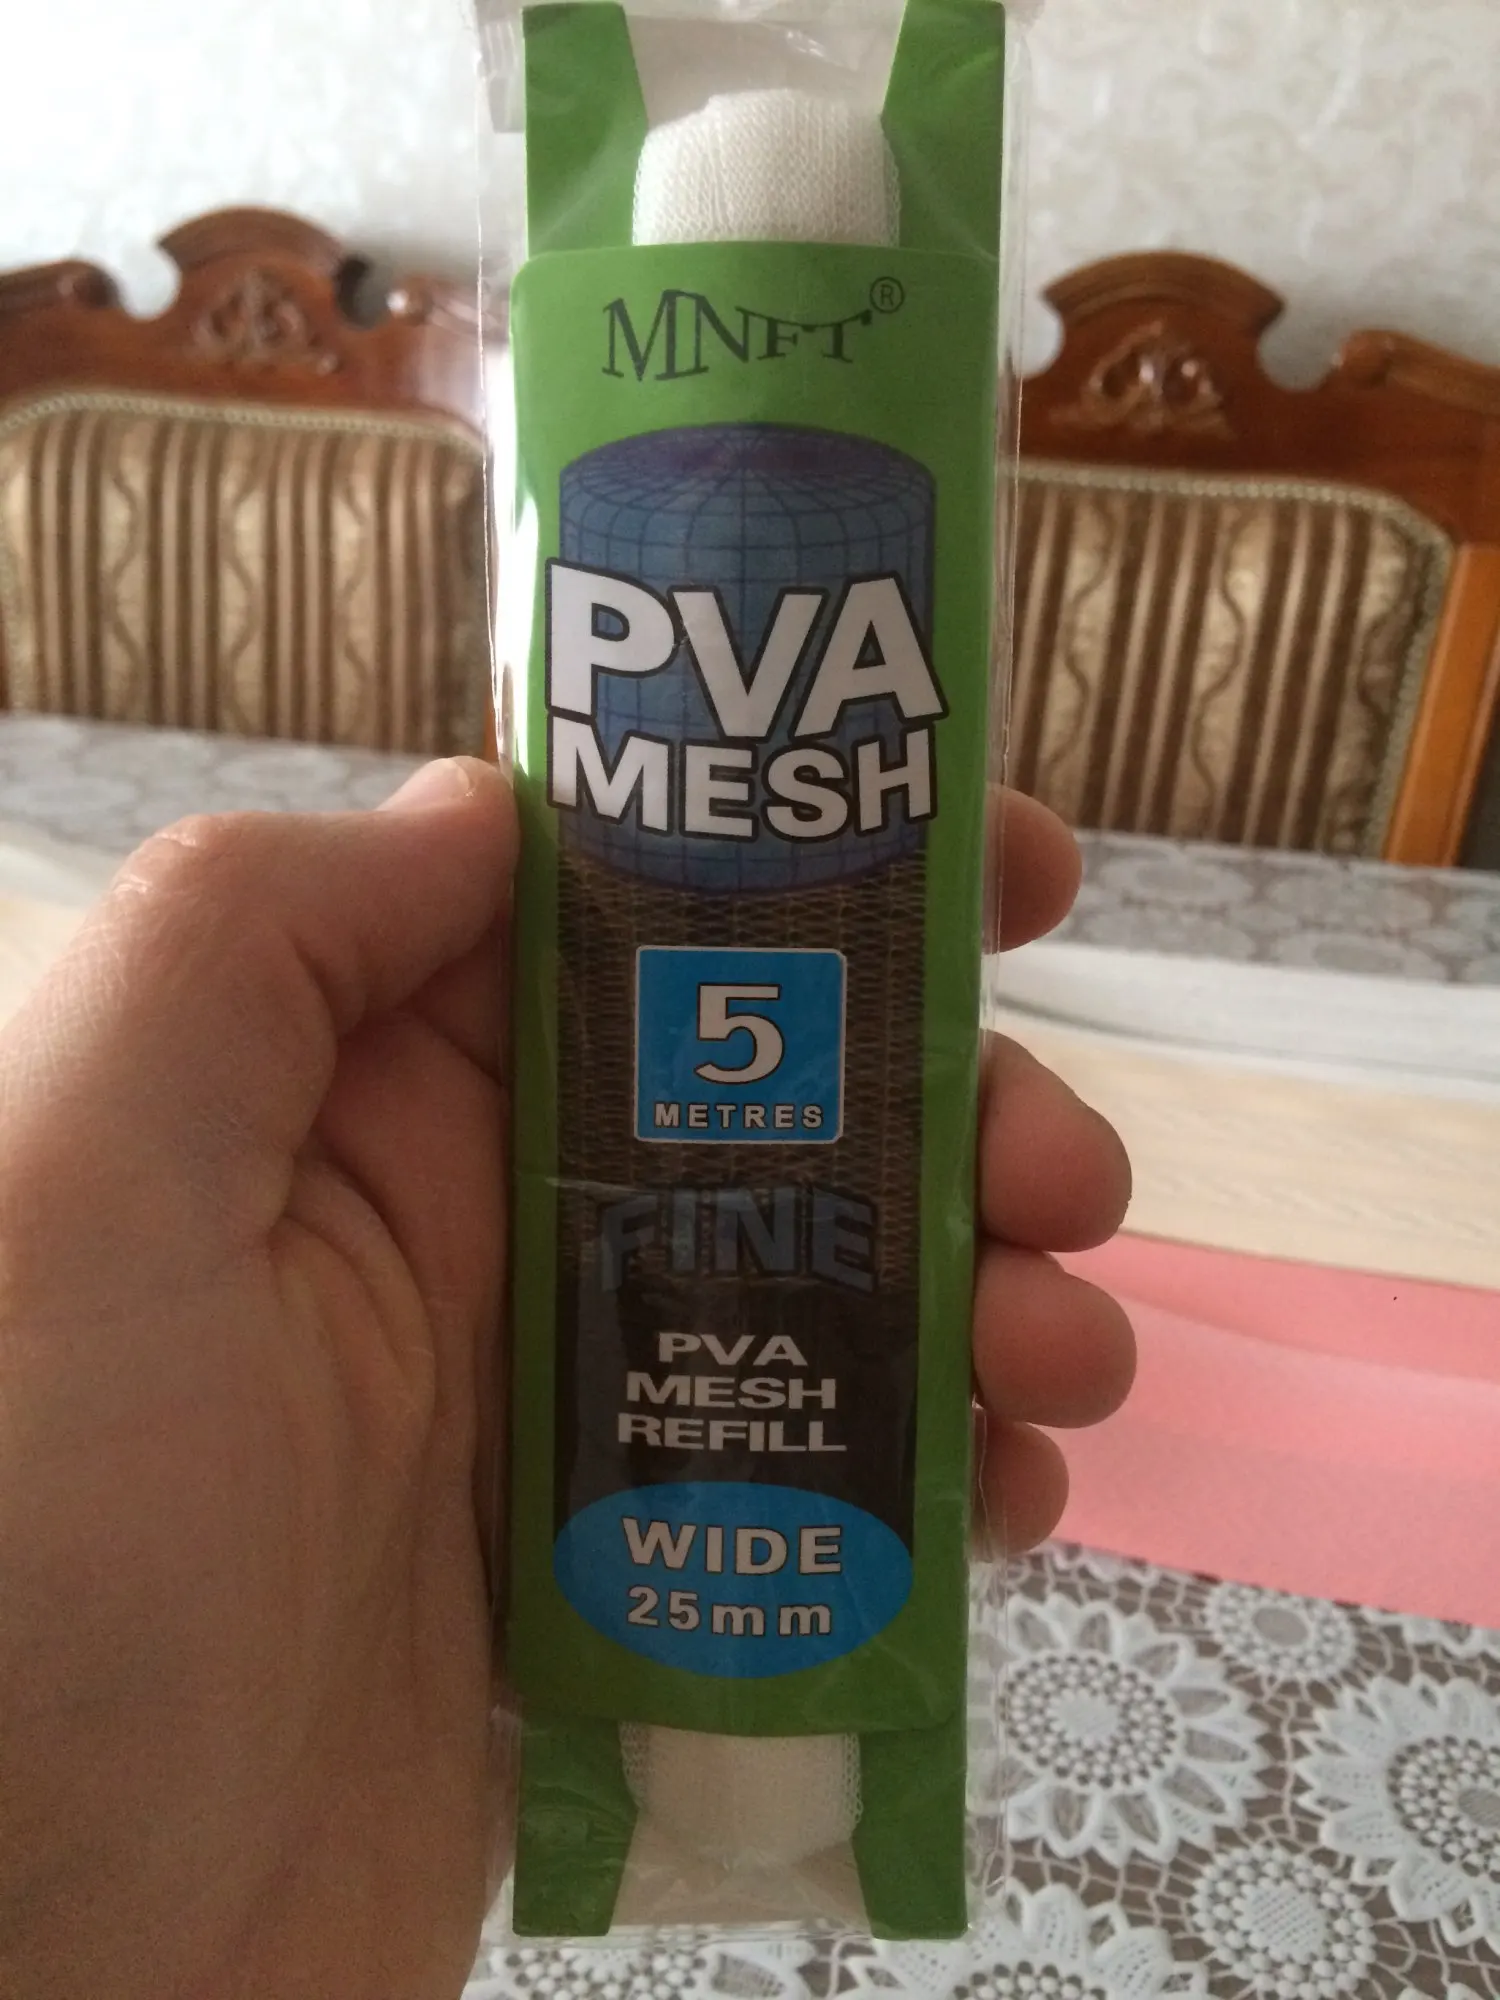 MNFT®
PVA
MESH
5
METRES
FINE
PVA
MESH
REFILL
WIDE
25mm